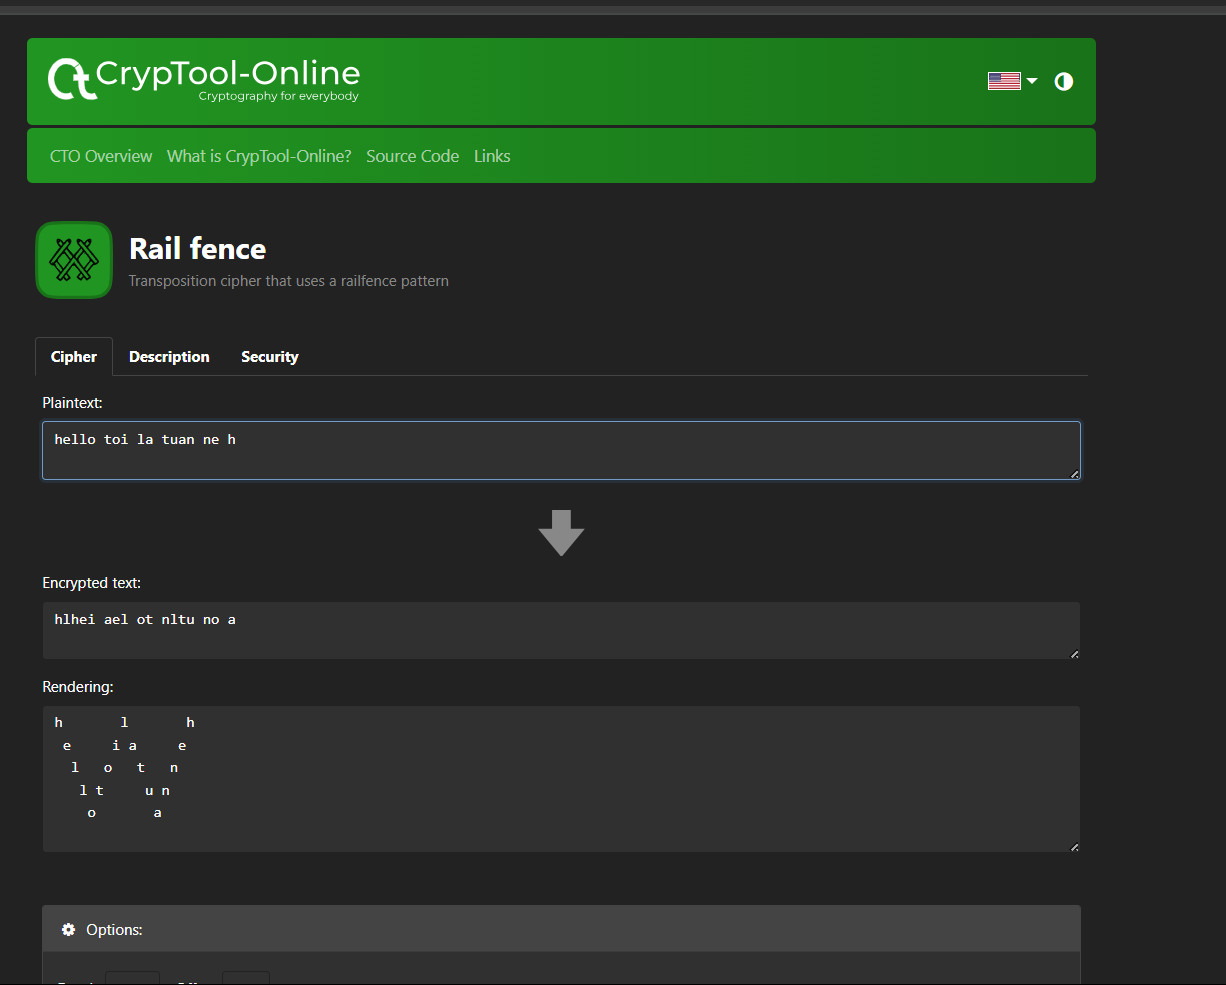 CrypTool-Online
Cryptography for everybody
CTO Overview What is CrypTool-Online? Source Code Links
Rail fence
Transposition cipher that uses a railfence pattern
Cipher Description Security
Plaintext:
hello toi la tuan ne h
Encrypted text:
hlhei ael ot nltu no a
Rendering:
h       l       h
 e     i a     e
  l   o   t   n
   l t     u n
    o       a
Options: